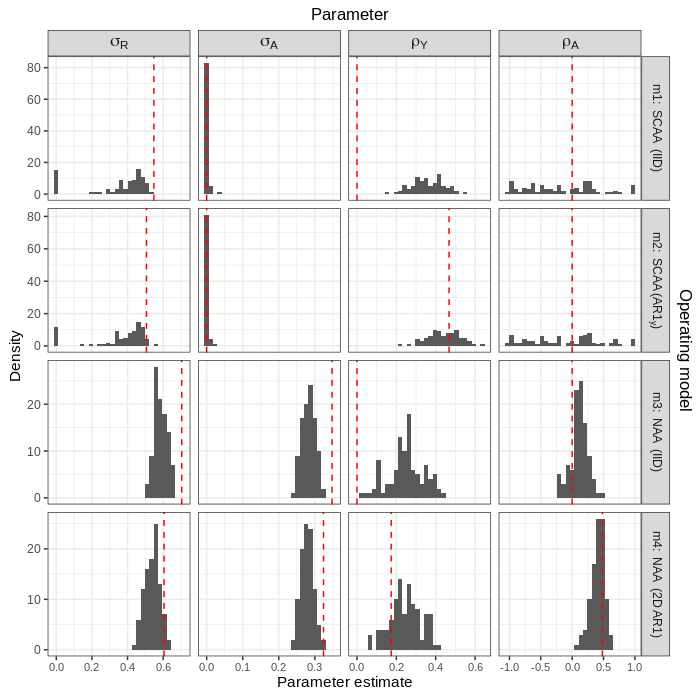 Parameter
σR σA ρY ρA
80
60
40
20
0
m1: SCAA (IID)
80
60
40
20
0
m2: SCAA (AR1y)
20
10
0
m3: NAA (IID)
20
10
0
m4: NAA (2D AR1)
Density
Operating model
0.0 0.2 0.4 0.6 0.0 0.1 0.2 0.3 0.0 0.2 0.4 0.6 -1.0 -0.5 0.0 0.5 1.0
Parameter estimate